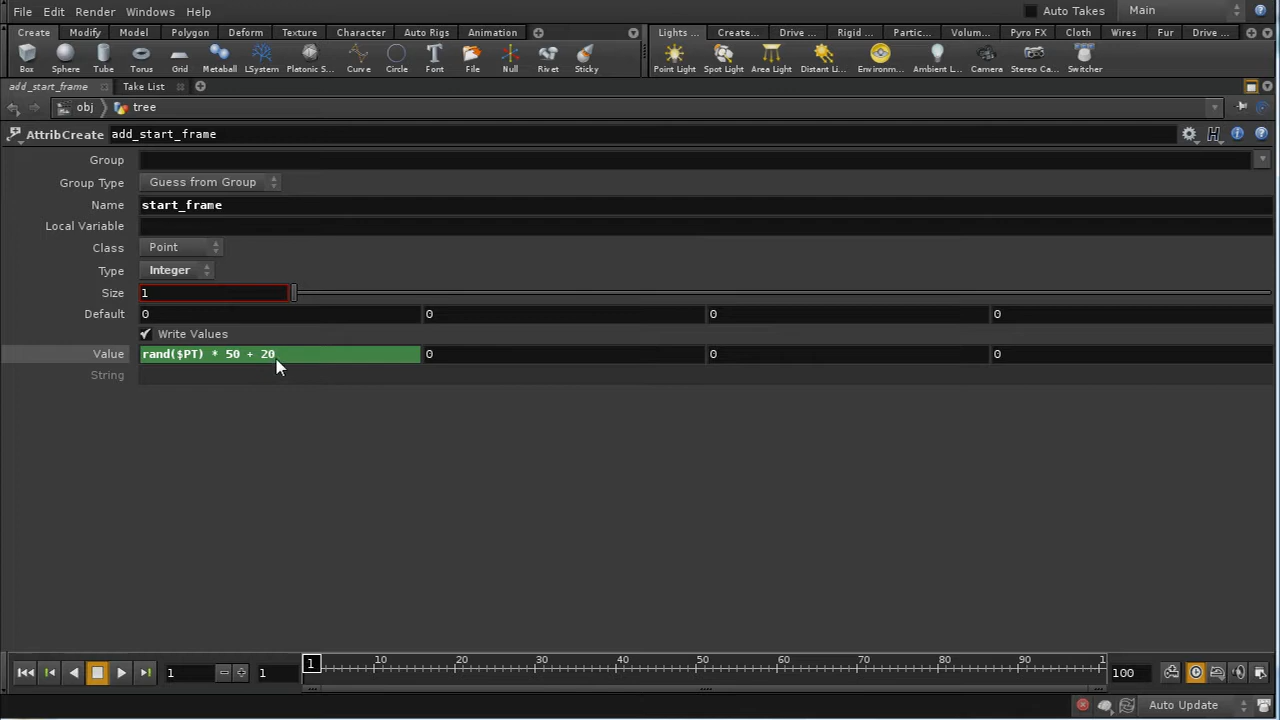 File Edit Render Windows Help Auto Takes Main
Create Modify Model Polygon Deform Texture Character Auto Rigs Animation Lights ... Create... Drive ... Rigid ... Partic... Volum... Pyro FX Cloth Wires Fur Drive ...
Box Sphere Tube Torus Grid Metaball LSystem Platonic S... Curve Circle Font File Null Rivet Sticky Point Light Spot Light Area Light Distant Li... Environm... Ambient L... Camera Stereo Ca... Switcher
add_start_frame Take List
obj tree
AttribCreate add_start_frame
Group
Group Type Guess from Group
Name start_frame
Local Variable
Class Point
Type Integer
Size 1
Default 0 0 0 0
Write Values
Value rand($PT) * 50 + 20 0 0 0
String
1 1 1 10 20 30 40 50 60 70 80 90 1 100
Auto Update